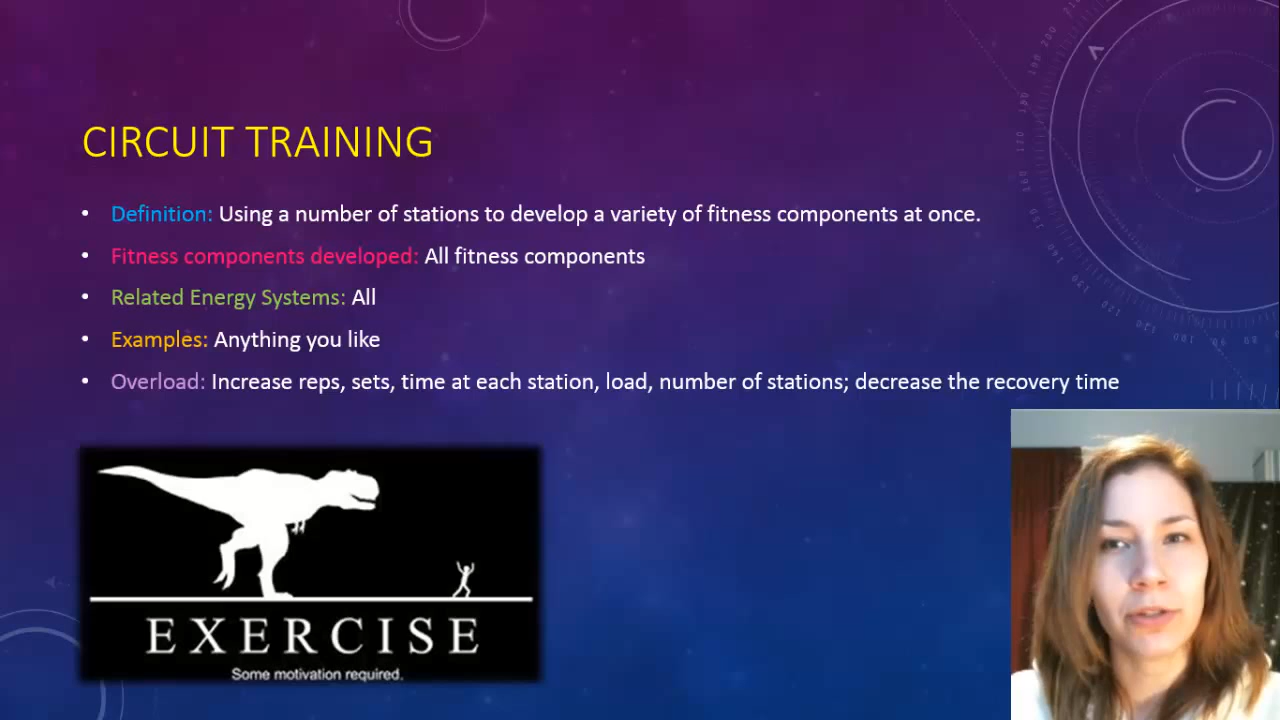 CIRCUIT TRAINING
• Definition: Using a number of stations to develop a variety of fitness components at once.
• Fitness components developed: All fitness components
• Related Energy Systems: All
• Examples: Anything you like
• Overload: Increase reps, sets, time at each station, load, number of stations; decrease the recovery time
EXERCISE
Some motivation required.